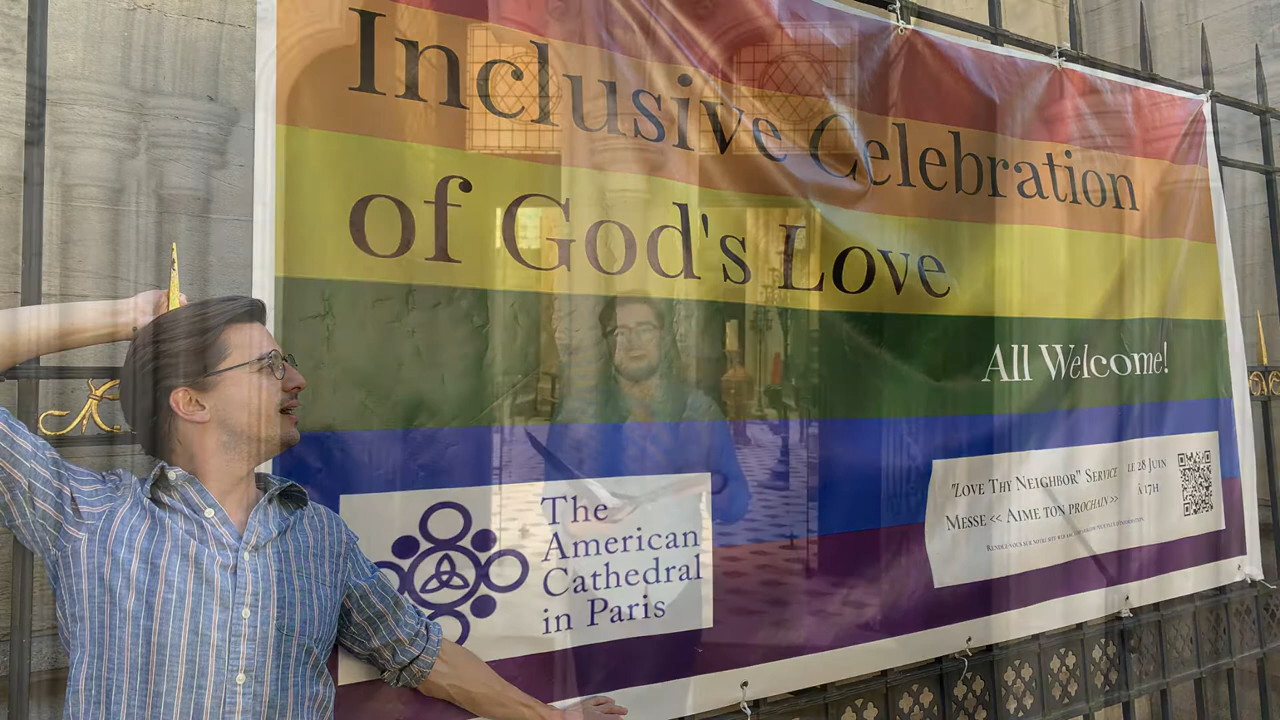 Inclusive Celebration
of God's Love
All Welcome!
"Love Thy Neighbor" Service le 28 Juin
Messe << Aime ton prochain >> à 17h
The
American
Cathedral
in Paris